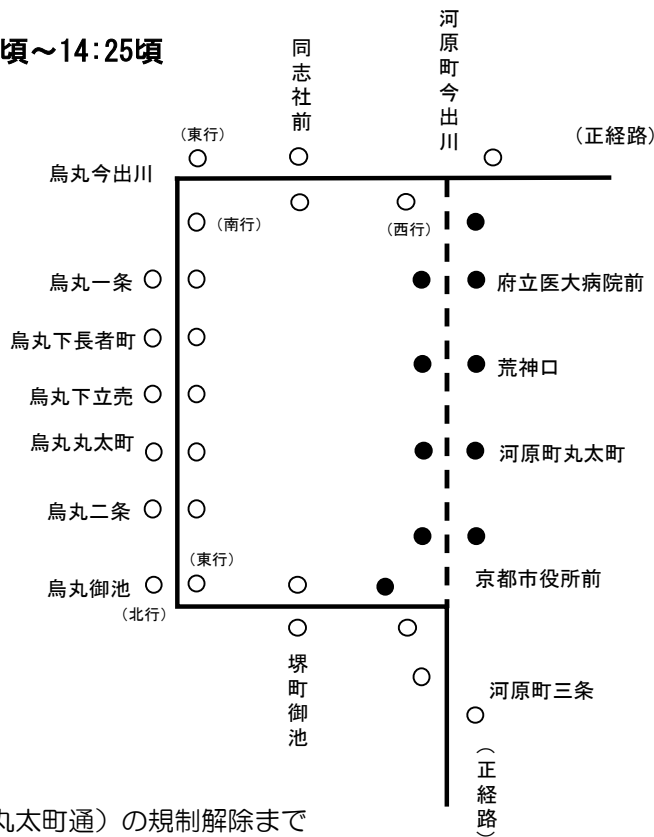 頃～14:25頃
同志社前
河原町今出川
(東行)
(正経路)
烏丸今出川
(南行)
(西行)
烏丸一条
府立医大病院前
烏丸下長者町
荒神口
烏丸下立売
烏丸丸太町
河原町丸太町
烏丸二条
(東行)
京都市役所前
烏丸御池
(北行)
堺町御池
河原町三条
(正経路)
丸太町通）の規制解除まで